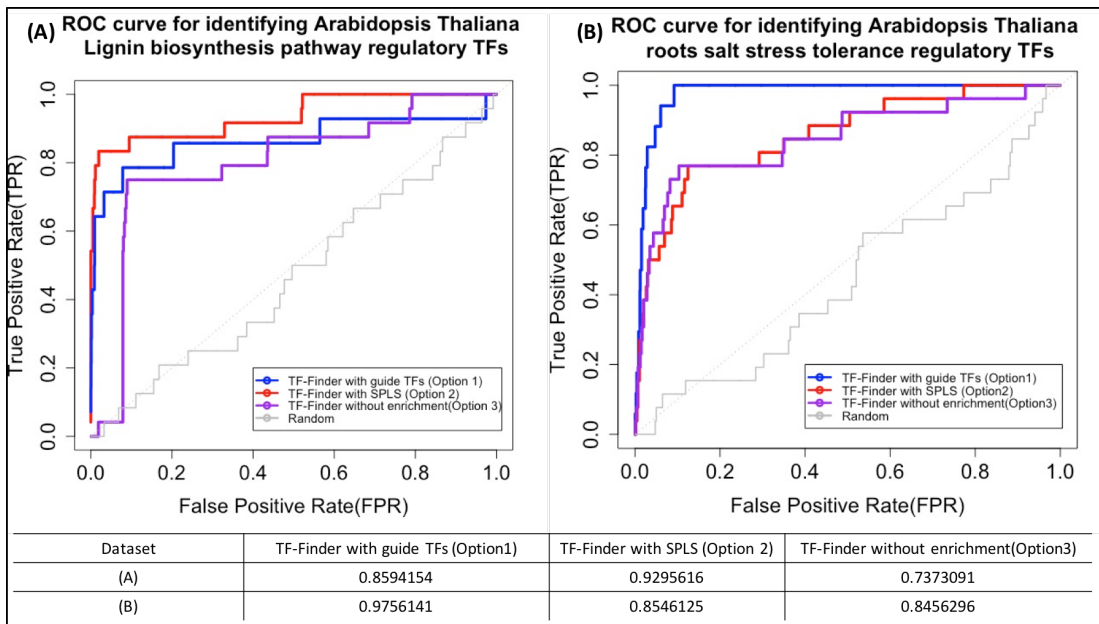 (A) ROC curve for identifying Arabidopsis Thaliana
Lignin biosynthesis pathway regulatory TFs
True Positive Rate(TPR)
1.0
0.8
0.6
0.4
0.2
0.0
TF-Finder with guide TFs (Option 1)
TF-Finder with SPLS (Option 2)
TF-Finder without enrichment(Option 3)
Random
0.0 0.2 0.4 0.6 0.8 1.0
False Positive Rate(FPR)
(B) ROC curve for identifying Arabidopsis Thaliana
roots salt stress tolerance regulatory TFs
True Positive Rate(TPR)
1.0
0.8
0.6
0.4
0.2
0.0
TF-Finder with guide TFs (Option1)
TF-Finder with SPLS (Option2)
TF-Finder without enrichment(Option3)
Random
0.0 0.2 0.4 0.6 0.8 1.0
False Positive Rate(FPR)
Dataset TF-Finder with guide TFs (Option1) TF-Finder with SPLS (Option 2) TF-Finder without enrichment(Option3)
(A) 0.8594154 0.9295616 0.7373091
(B) 0.9756141 0.8546125 0.8456296